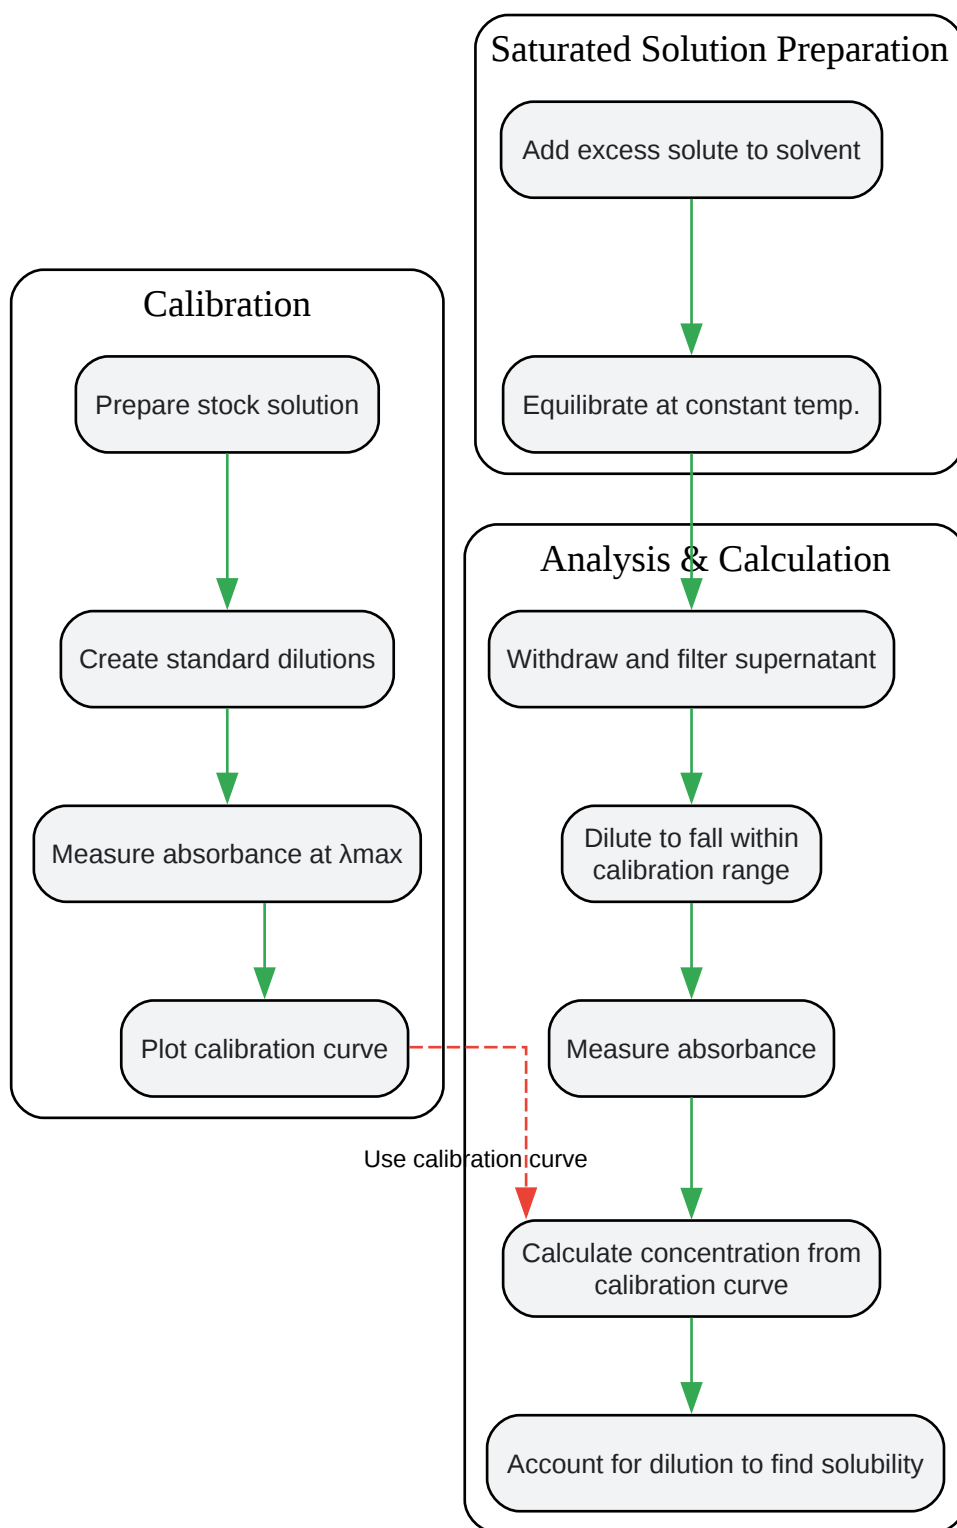 Saturated Solution Preparation
Add excess solute to solvent
Equilibrate at constant temp.
Calibration
Prepare stock solution
Create standard dilutions
Measure absorbance at λmax
Plot calibration curve
Use calibration curve
Analysis & Calculation
Withdraw and filter supernatant
Dilute to fall within
calibration range
Measure absorbance
Calculate concentration from
calibration curve
Account for dilution to find solubility